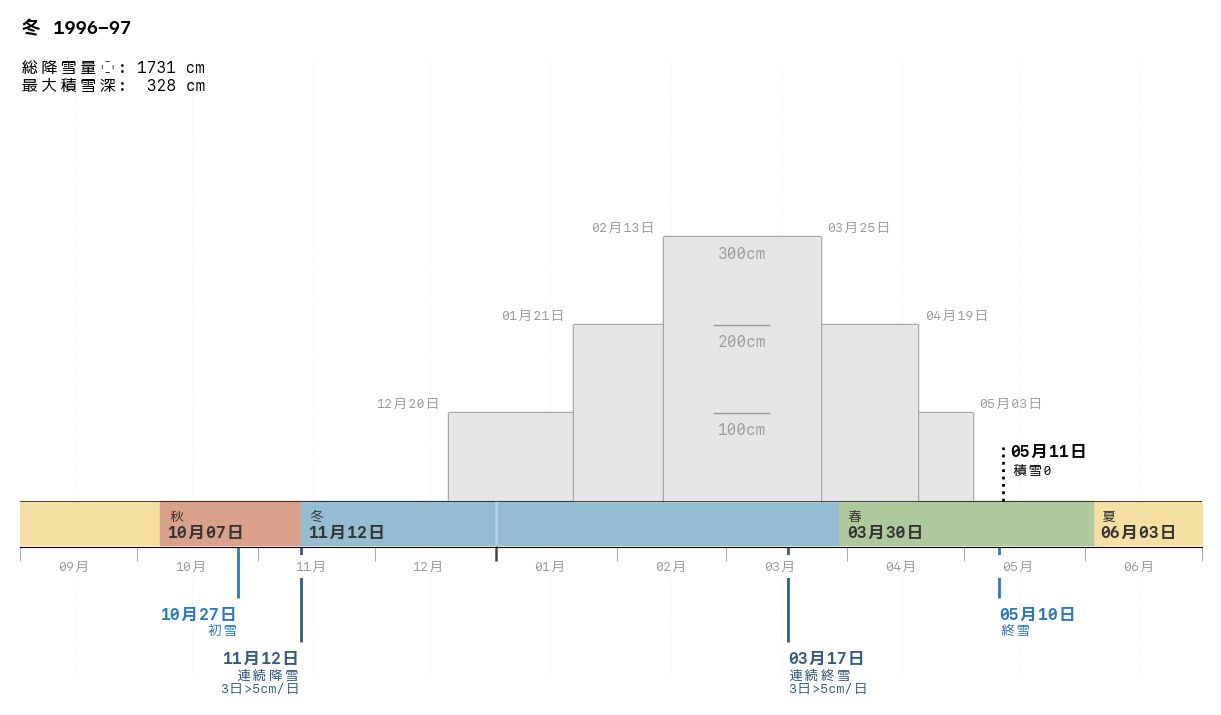 冬 1996–97
総降雪量: 1731 cm
最大積雪深: 328 cm
02月13日
03月25日
300cm
01月21日
04月19日
200cm
12月20日
05月03日
100cm
05月11日
積雪0
秋
10月07日
冬
11月12日
春
03月30日
夏
06月03日
09月
10月
11月
12月
01月
02月
03月
04月
05月
06月
10月27日
初雪
05月10日
終雪
11月12日
連続降雪
3日>5cm/日
03月17日
連続終雪
3日>5cm/日